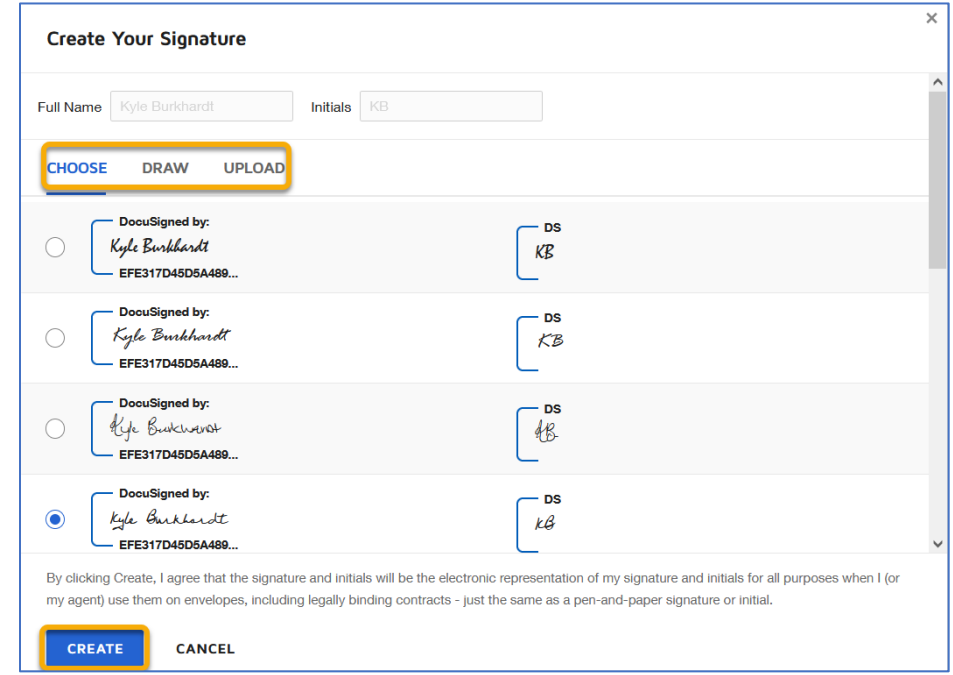 Create Your Signature
×
Full Name Kyle Burkhardt Initials KB
CHOOSE DRAW UPLOAD
DocuSigned by:
Kyle Burkhardt
EFE317D45D5A489...
DS
KB
DocuSigned by:
Kyle Burkhardt
EFE317D45D5A489...
DS
KB
DocuSigned by:
Kyle Burkhardt
EFE317D45D5A489...
DS
KB
DocuSigned by:
Kyle Burkhardt
EFE317D45D5A489...
DS
KB
By clicking Create, I agree that the signature and initials will be the electronic representation of my signature and initials for all purposes when I (or
my agent) use them on envelopes, including legally binding contracts - just the same as a pen-and-paper signature or initial.
CREATE CANCEL